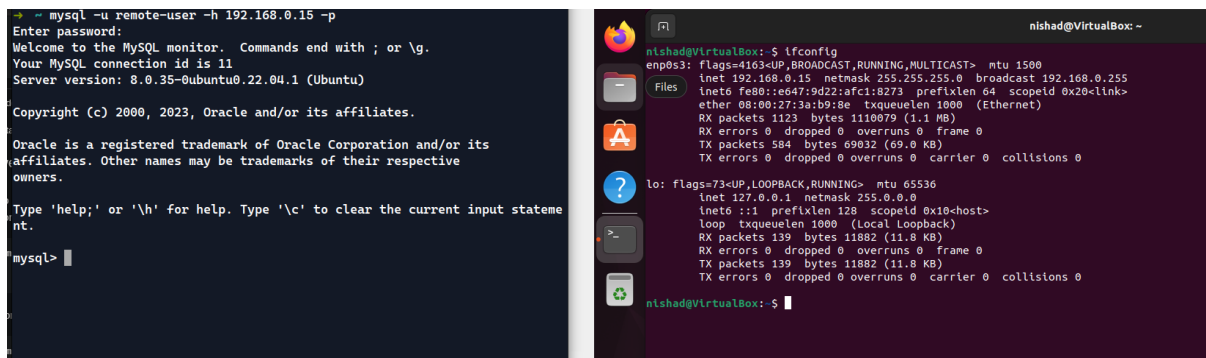 → ~ mysql -u remote-user -h 192.168.0.15 -p
Enter password:
Welcome to the MySQL monitor.  Commands end with ; or \g.
Your MySQL connection id is 11
Server version: 8.0.35-0ubuntu0.22.04.1 (Ubuntu)
Copyright (c) 2000, 2023, Oracle and/or its affiliates.
Oracle is a registered trademark of Oracle Corporation and/or its
affiliates. Other names may be trademarks of their respective
owners.
Type 'help;' or '\h' for help. Type '\c' to clear the current input stateme
nt.
mysql>
nishad@VirtualBox: ~
Files
nishad@VirtualBox:~$ ifconfig
enp0s3: flags=4163<UP,BROADCAST,RUNNING,MULTICAST>  mtu 1500
inet 192.168.0.15  netmask 255.255.255.0  broadcast 192.168.0.255
inet6 fe80::e647:9d22:afc1:8273  prefixlen 64  scopeid 0x20<link>
ether 08:00:27:3a:b9:8e  txqueuelen 1000  (Ethernet)
RX packets 1123  bytes 1110079 (1.1 MB)
RX errors 0  dropped 0  overruns 0  frame 0
TX packets 584  bytes 69032 (69.0 KB)
TX errors 0  dropped 0 overruns 0  carrier 0  collisions 0
lo: flags=73<UP,LOOPBACK,RUNNING>  mtu 65536
inet 127.0.0.1  netmask 255.0.0.0
inet6 ::1  prefixlen 128  scopeid 0x10<host>
loop  txqueuelen 1000  (Local Loopback)
RX packets 139  bytes 11882 (11.8 KB)
RX errors 0  dropped 0  overruns 0  frame 0
TX packets 139  bytes 11882 (11.8 KB)
TX errors 0  dropped 0 overruns 0  carrier 0  collisions 0
nishad@VirtualBox:~$